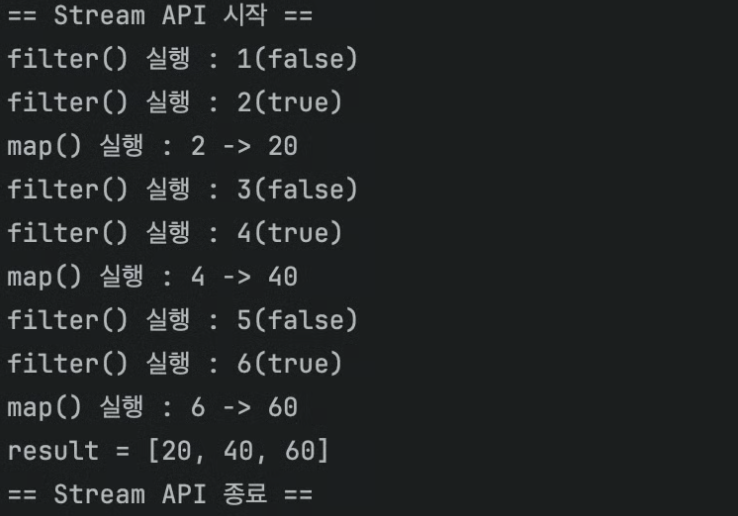 == Stream API 시작 ==
filter() 실행 : 1(false)
filter() 실행 : 2(true)
map() 실행 : 2 -> 20
filter() 실행 : 3(false)
filter() 실행 : 4(true)
map() 실행 : 4 -> 40
filter() 실행 : 5(false)
filter() 실행 : 6(true)
map() 실행 : 6 -> 60
result = [20, 40, 60]
== Stream API 종료 ==